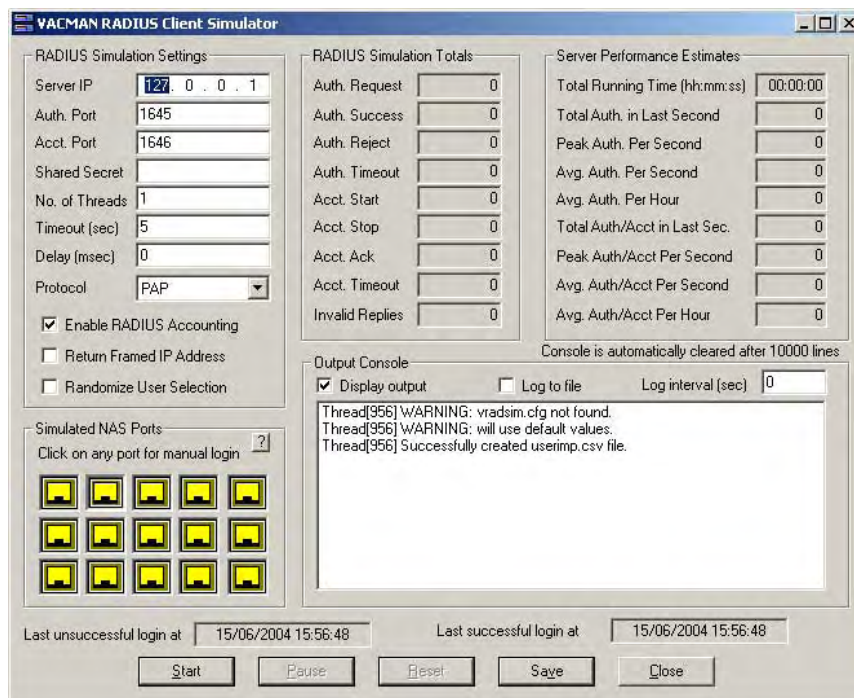 VACMAN RADIUS Client Simulator
RADIUS Simulation Settings
Server IP 127 . 0 . 0 . 1
Auth. Port 1645
Acct. Port 1646
Shared Secret
No. of Threads 1
Timeout (sec) 5
Delay (msec) 0
Protocol PAP
Enable RADIUS Accounting
Return Framed IP Address
Randomize User Selection
RADIUS Simulation Totals
Auth. Request 0
Auth. Success 0
Auth. Reject 0
Auth. Timeout 0
Acct. Start 0
Acct. Stop 0
Acct. Ack 0
Acct. Timeout 0
Invalid Replies 0
Server Performance Estimates
Total Running Time (hh:mm:ss) 00:00:00
Total Auth. in Last Second 0
Peak Auth. Per Second 0
Avg. Auth. Per Second 0
Avg. Auth. Per Hour 0
Total Auth/Acct in Last Sec. 0
Peak Auth/Acct Per Second 0
Avg. Auth/Acct Per Second 0
Avg. Auth/Acct Per Hour 0
Console is automatically cleared after 10000 lines
Output Console
Display output Log to file Log interval (sec) 0
Thread[956] WARNING: vradsim.cfg not found.
Thread[956] WARNING: will use default values.
Thread[956] Successfully created userimp.csv file.
Simulated NAS Ports
Click on any port for manual login ?
Last unsuccessful login at 15/06/2004 15:56:48 Last successful login at 15/06/2004 15:56:48
Start Pause Reset Save Close